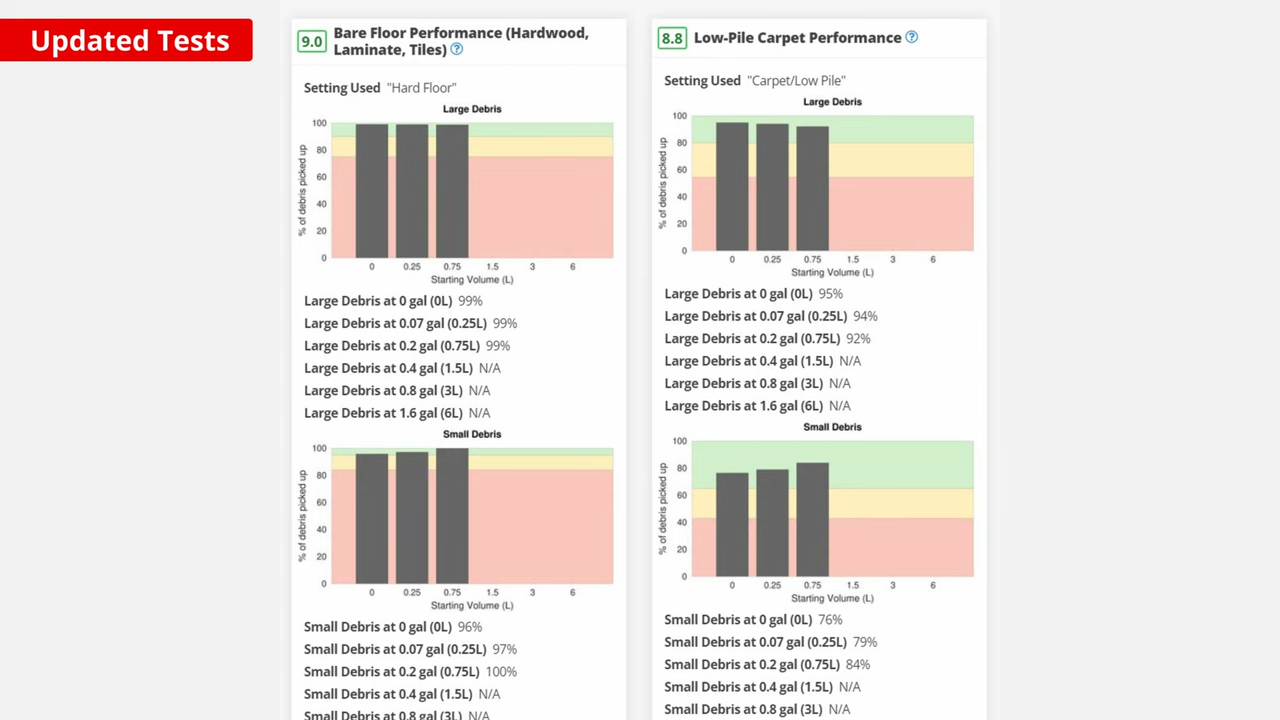 Updated Tests
9.0
Bare Floor Performance (Hardwood,
Laminate, Tiles) ?
Setting Used "Hard Floor"
Large Debris
% of debris picked up
100
80
60
40
20
0
0 0.25 0.75 1.5 3 6
Starting Volume (L)
Large Debris at 0 gal (0L) 99%
Large Debris at 0.07 gal (0.25L) 99%
Large Debris at 0.2 gal (0.75L) 99%
Large Debris at 0.4 gal (1.5L) N/A
Large Debris at 0.8 gal (3L) N/A
Large Debris at 1.6 gal (6L) N/A
Small Debris
% of debris picked up
100
80
60
40
20
0
0 0.25 0.75 1.5 3 6
Starting Volume (L)
Small Debris at 0 gal (0L) 96%
Small Debris at 0.07 gal (0.25L) 97%
Small Debris at 0.2 gal (0.75L) 100%
Small Debris at 0.4 gal (1.5L) N/A
Small Debris at 0.8 gal (3L) N/A
8.8
Low-Pile Carpet Performance ?
Setting Used "Carpet/Low Pile"
Large Debris
% of debris picked up
100
80
60
40
20
0
0 0.25 0.75 1.5 3 6
Starting Volume (L)
Large Debris at 0 gal (0L) 95%
Large Debris at 0.07 gal (0.25L) 94%
Large Debris at 0.2 gal (0.75L) 92%
Large Debris at 0.4 gal (1.5L) N/A
Large Debris at 0.8 gal (3L) N/A
Large Debris at 1.6 gal (6L) N/A
Small Debris
% of debris picked up
100
80
60
40
20
0
0 0.25 0.75 1.5 3 6
Starting Volume (L)
Small Debris at 0 gal (0L) 76%
Small Debris at 0.07 gal (0.25L) 79%
Small Debris at 0.2 gal (0.75L) 84%
Small Debris at 0.4 gal (1.5L) N/A
Small Debris at 0.8 gal (3L) N/A